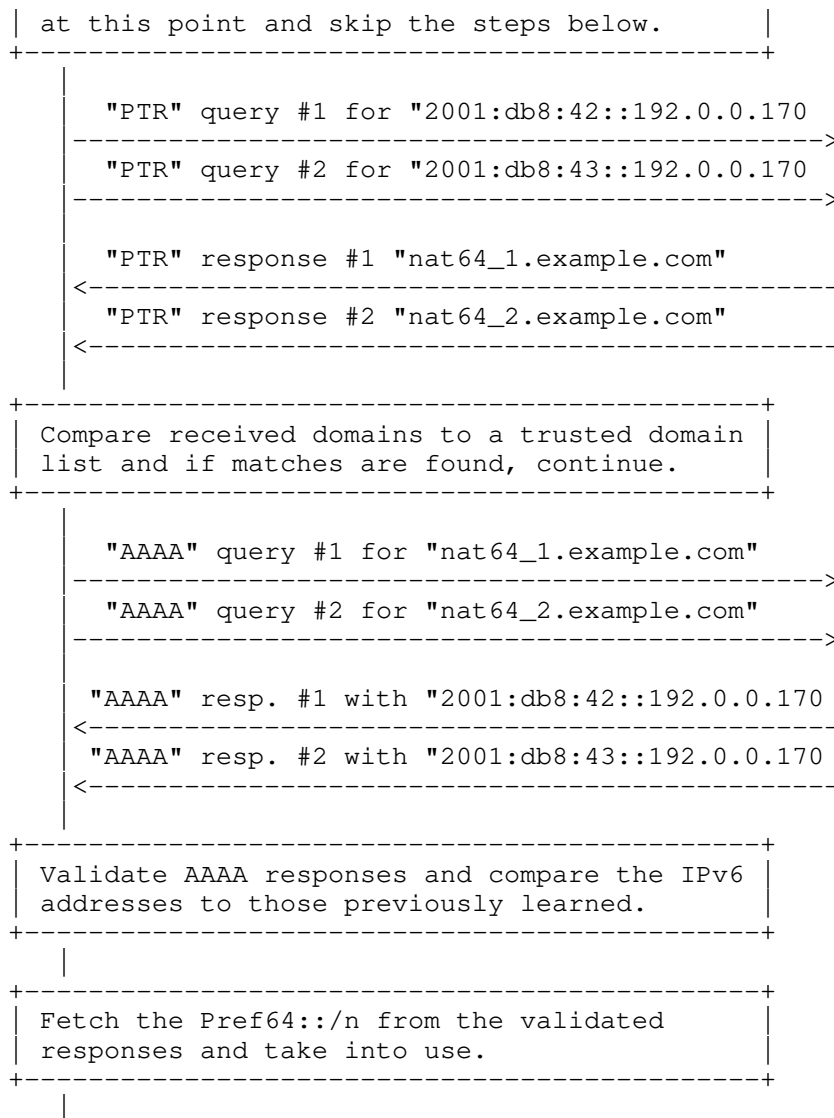 at this point and skip the steps below.
"PTR" query #1 for "2001:db8:42::192.0.0.170
"PTR" query #2 for "2001:db8:43::192.0.0.170
"PTR" response #1 "nat64_1.example.com"
"PTR" response #2 "nat64_2.example.com"
Compare received domains to a trusted domain
list and if matches are found, continue.
"AAAA" query #1 for "nat64_1.example.com"
"AAAA" query #2 for "nat64_2.example.com"
"AAAA" resp. #1 with "2001:db8:42::192.0.0.170
"AAAA" resp. #2 with "2001:db8:43::192.0.0.170
Validate AAAA responses and compare the IPv6
addresses to those previously learned.
Fetch the Pref64::/n from the validated
responses and take into use.